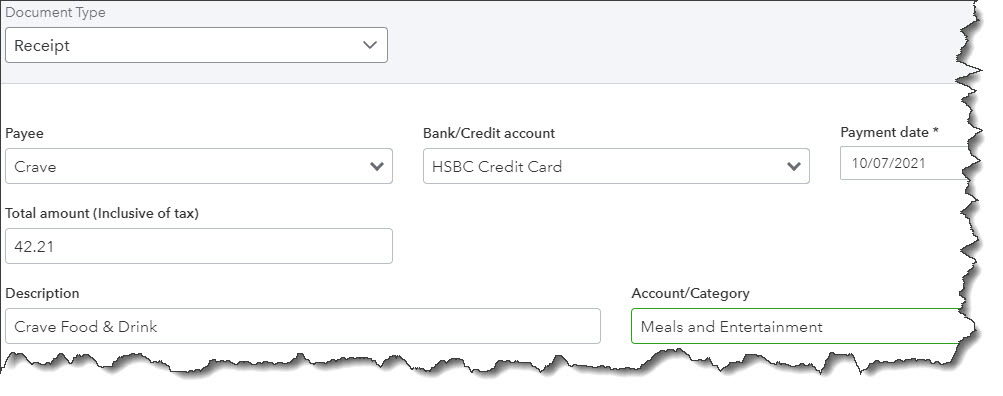 Document Type
Receipt
Payee
Bank/Credit account
Payment date *
Crave
HSBC Credit Card
10/07/2021
Total amount (Inclusive of tax)
42.21
Description
Account/Category
Crave Food & Drink
Meals and Entertainment